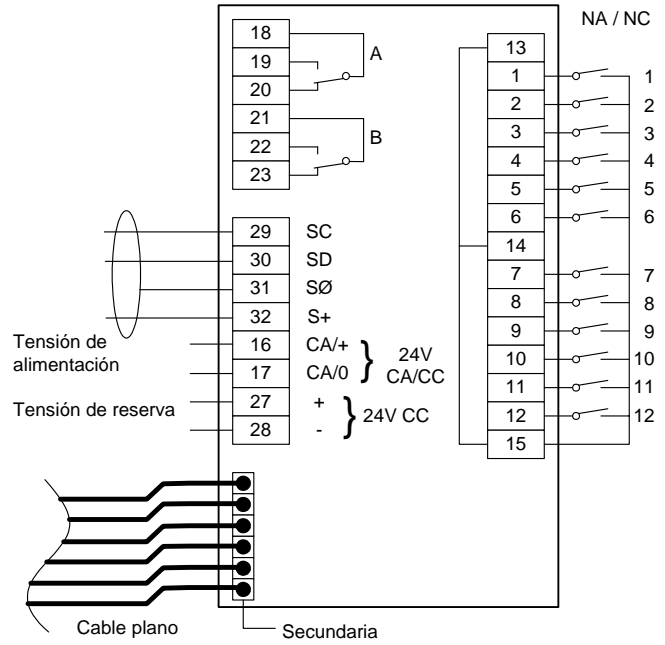 NA / NC
18
19
20
21
22
23
A
B
29 SC
30 SD
31 SØ
32 S+
16 CA/+
17 CA/0
27 +
28 -
} 24V
CA/CC
} 24V CC
Tensión de
alimentación
Tensión de reserva
13
1 1
2 2
3 3
4 4
5 5
6 6
14
7 7
8 8
9 9
10 10
11 11
12 12
15
Cable plano
Secundaria